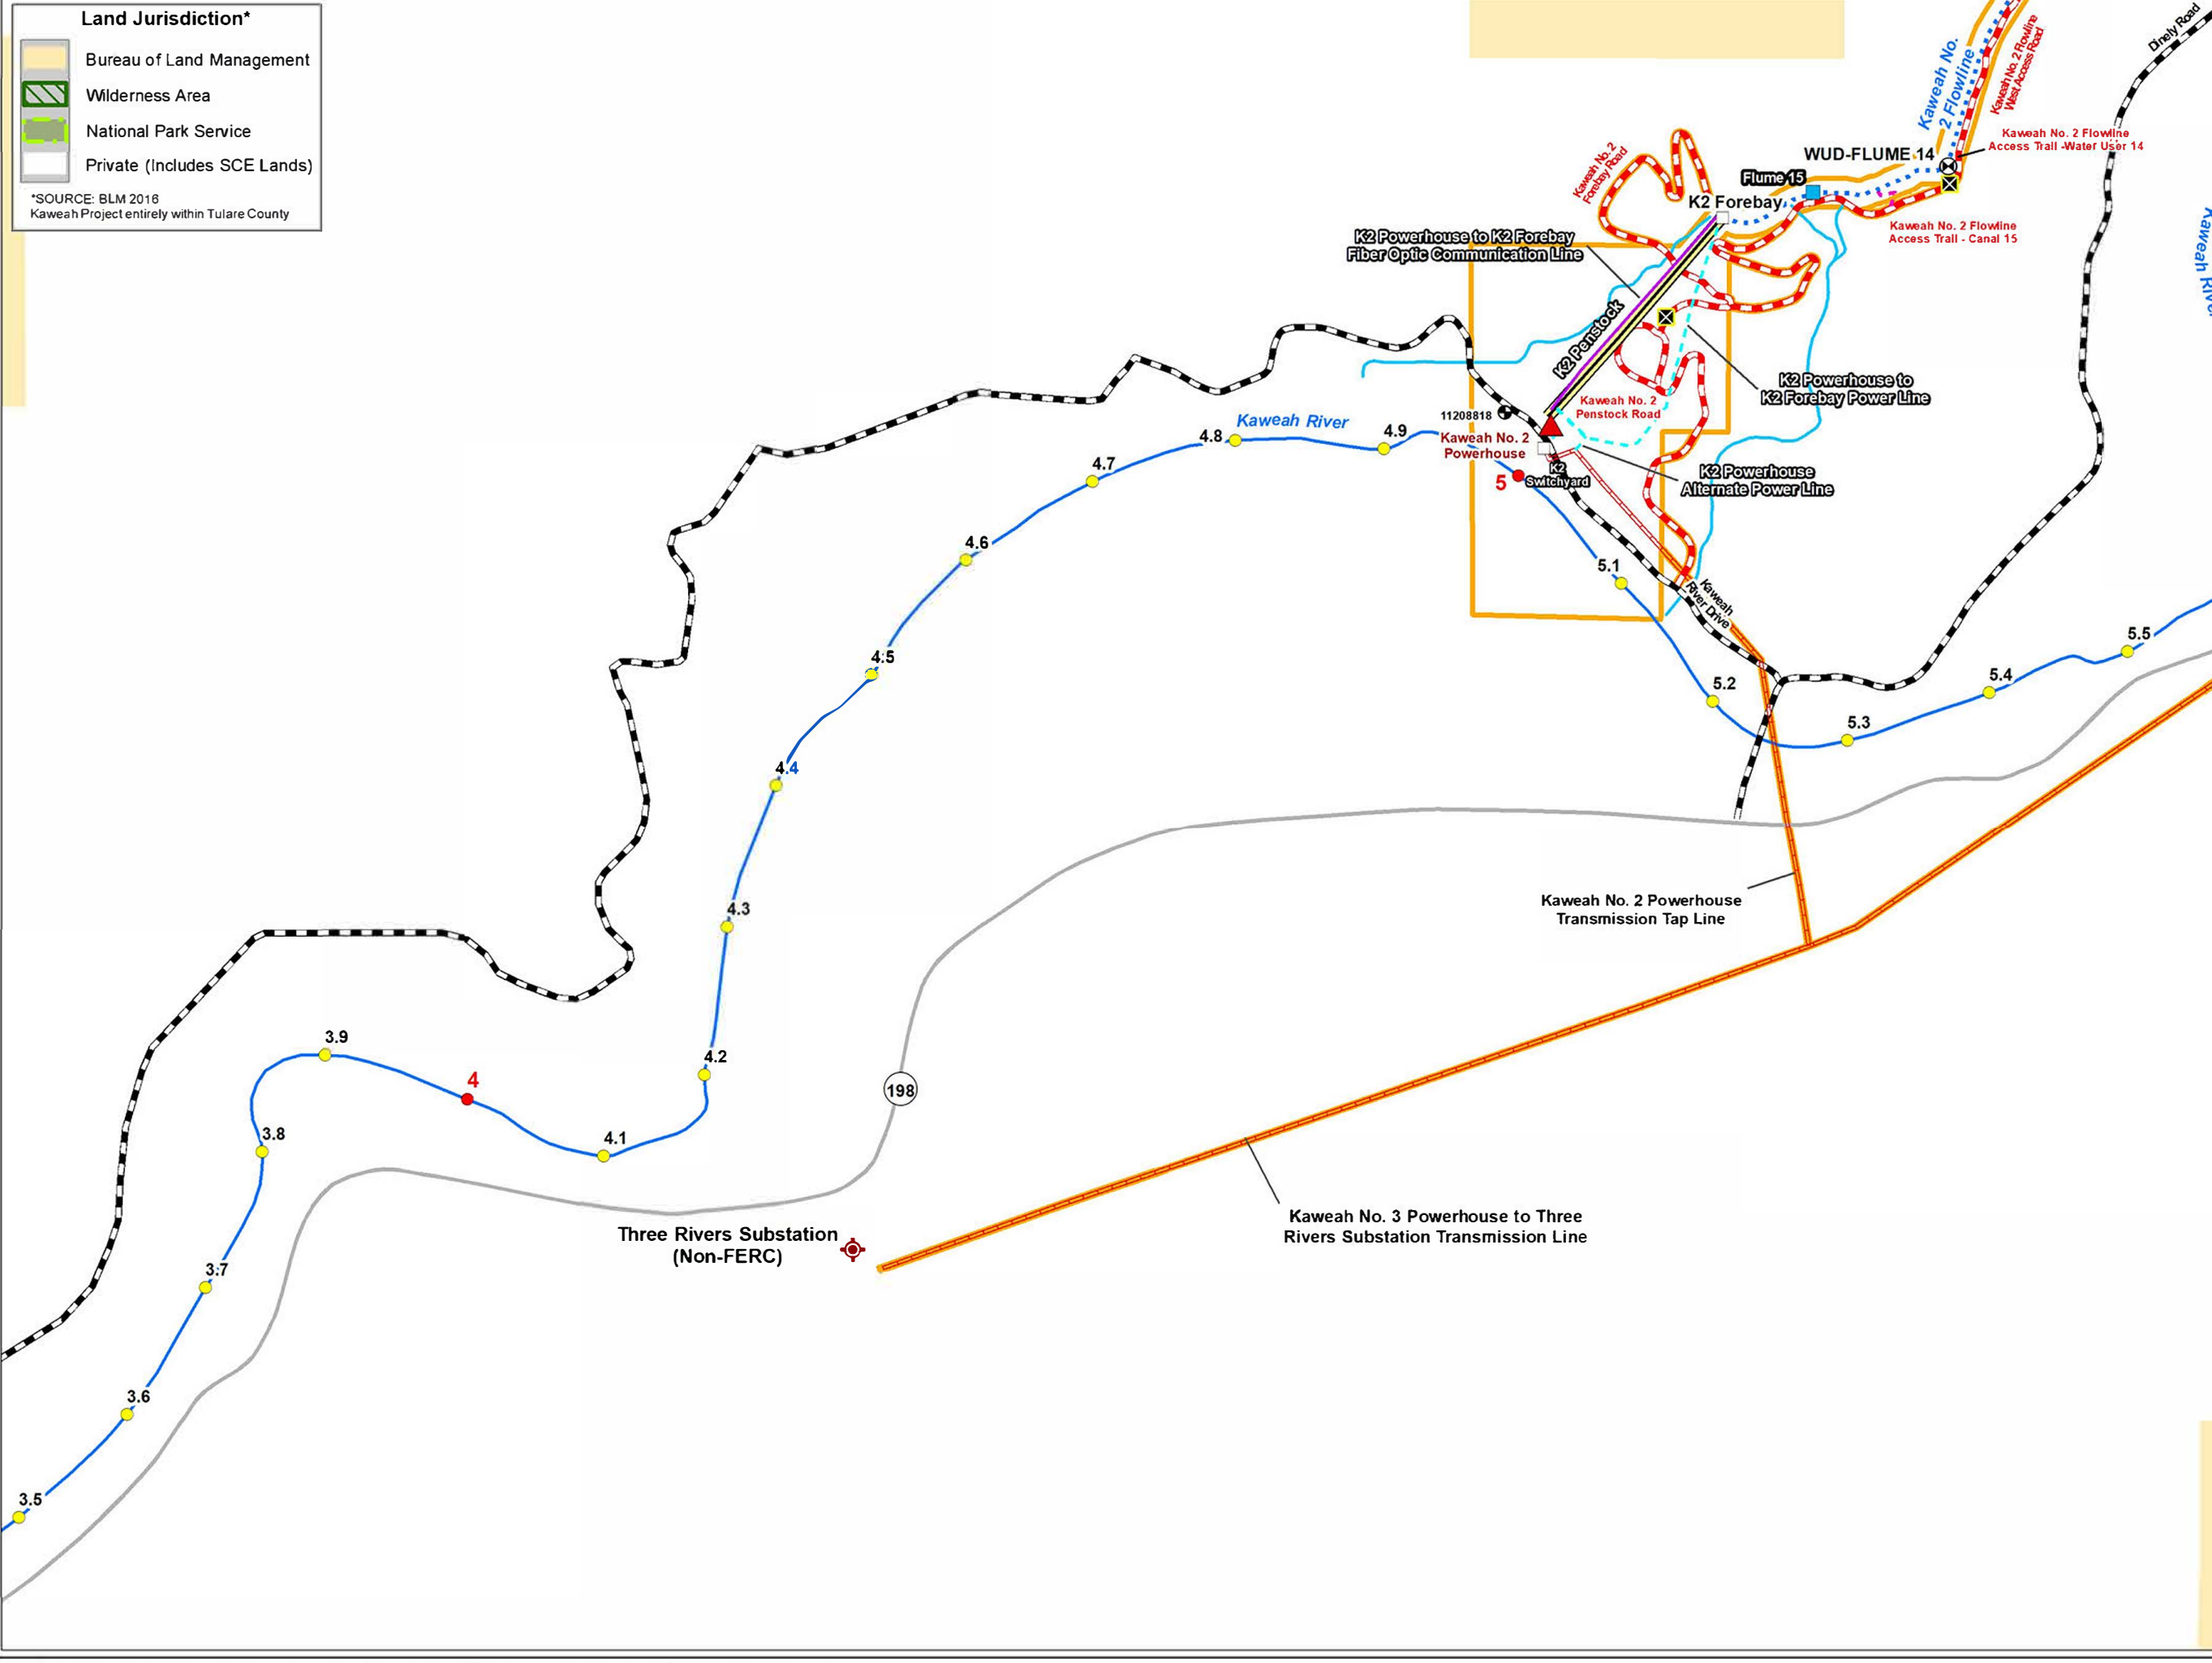 Land Jurisdiction*
Bureau of Land Management
Wilderness Area
National Park Service
Private (Includes SCE Lands)
*SOURCE: BLM 2016
Kaweah Project entirely within Tulare County
Dinely Road
Kaweah No.
2 Flowline
Kaweah No. 2 Flowline
West Access Road
Kaweah No. 2 Flowline
Access Trail -Water User 14
WUD-FLUME 14
Kaweah No. 2
Forebay Road
Flume 15
K2 Forebay
Kaweah No. 2 Flowline
Access Trail - Canal 15
Kaweah River
K2 Powerhouse to K2 Forebay
Fiber Optic Communication Line
K2 Penstock
K2 Powerhouse to
K2 Forebay Power Line
Kaweah No. 2
Penstock Road
11208818
Kaweah No. 2
Powerhouse
K2
Switchyard
K2 Powerhouse
Alternate Power Line
Kaweah River
4.9
4.8
4.7
4.6
4.5
4.4
4.3
4.2
4.1
4
3.9
3.8
3.7
3.6
3.5
5
5.1
5.2
5.3
5.4
5.5
Kaweah
River Drive
198
Kaweah No. 2 Powerhouse
Transmission Tap Line
Three Rivers Substation
(Non-FERC)
Kaweah No. 3 Powerhouse to Three
Rivers Substation Transmission Line